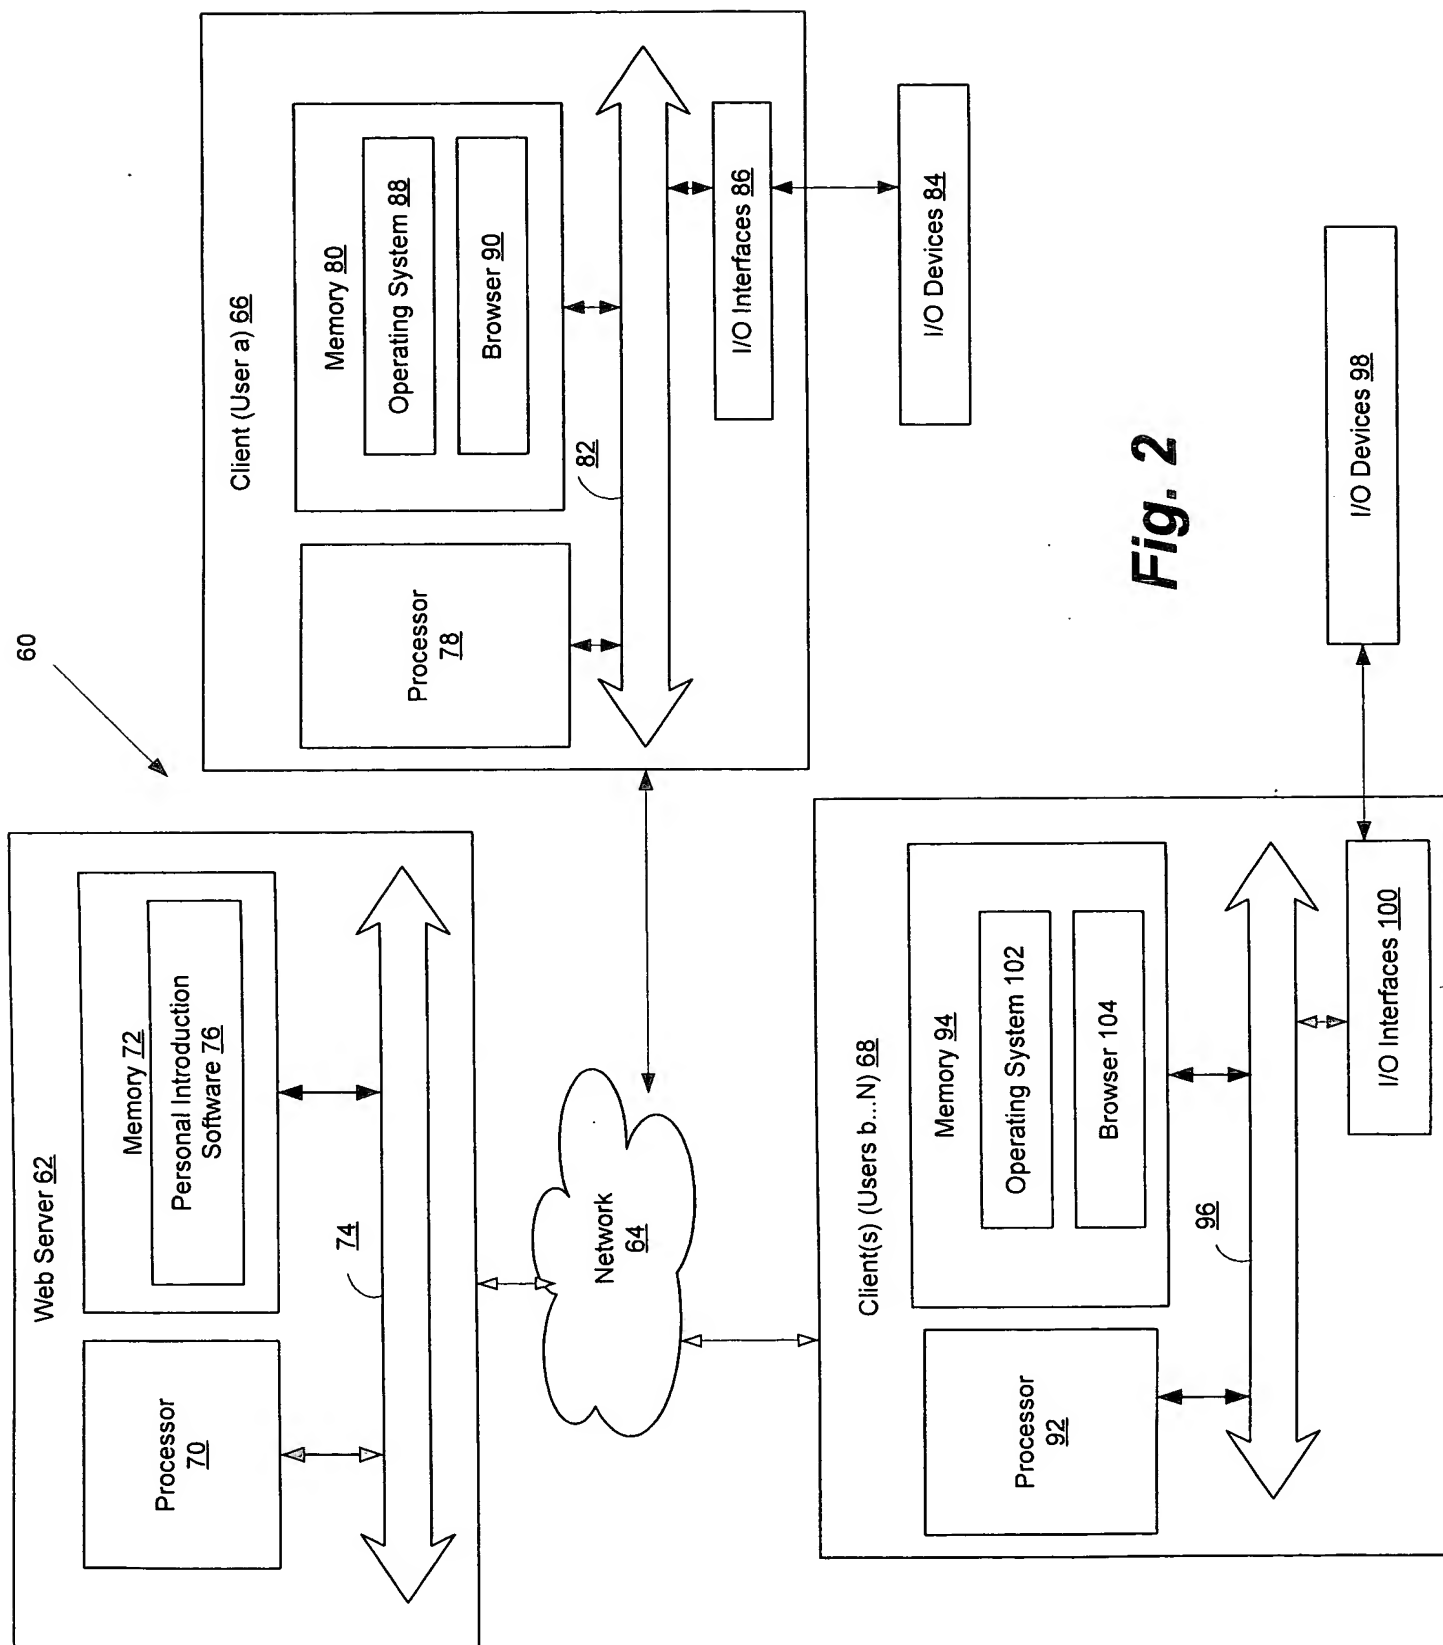 60
Web Server 62
Processor
70
Memory 72
Personal Introduction
Software 76
74
Network
64
Client (User a) 66
Processor
78
Memory 80
Operating System 88
Browser 90
82
I/O Interfaces 86
I/O Devices 84
Client(s) (Users b...N) 68
Processor
92
Memory 94
Operating System 102
Browser 104
96
I/O Interfaces 100
I/O Devices 98
Fig. 2